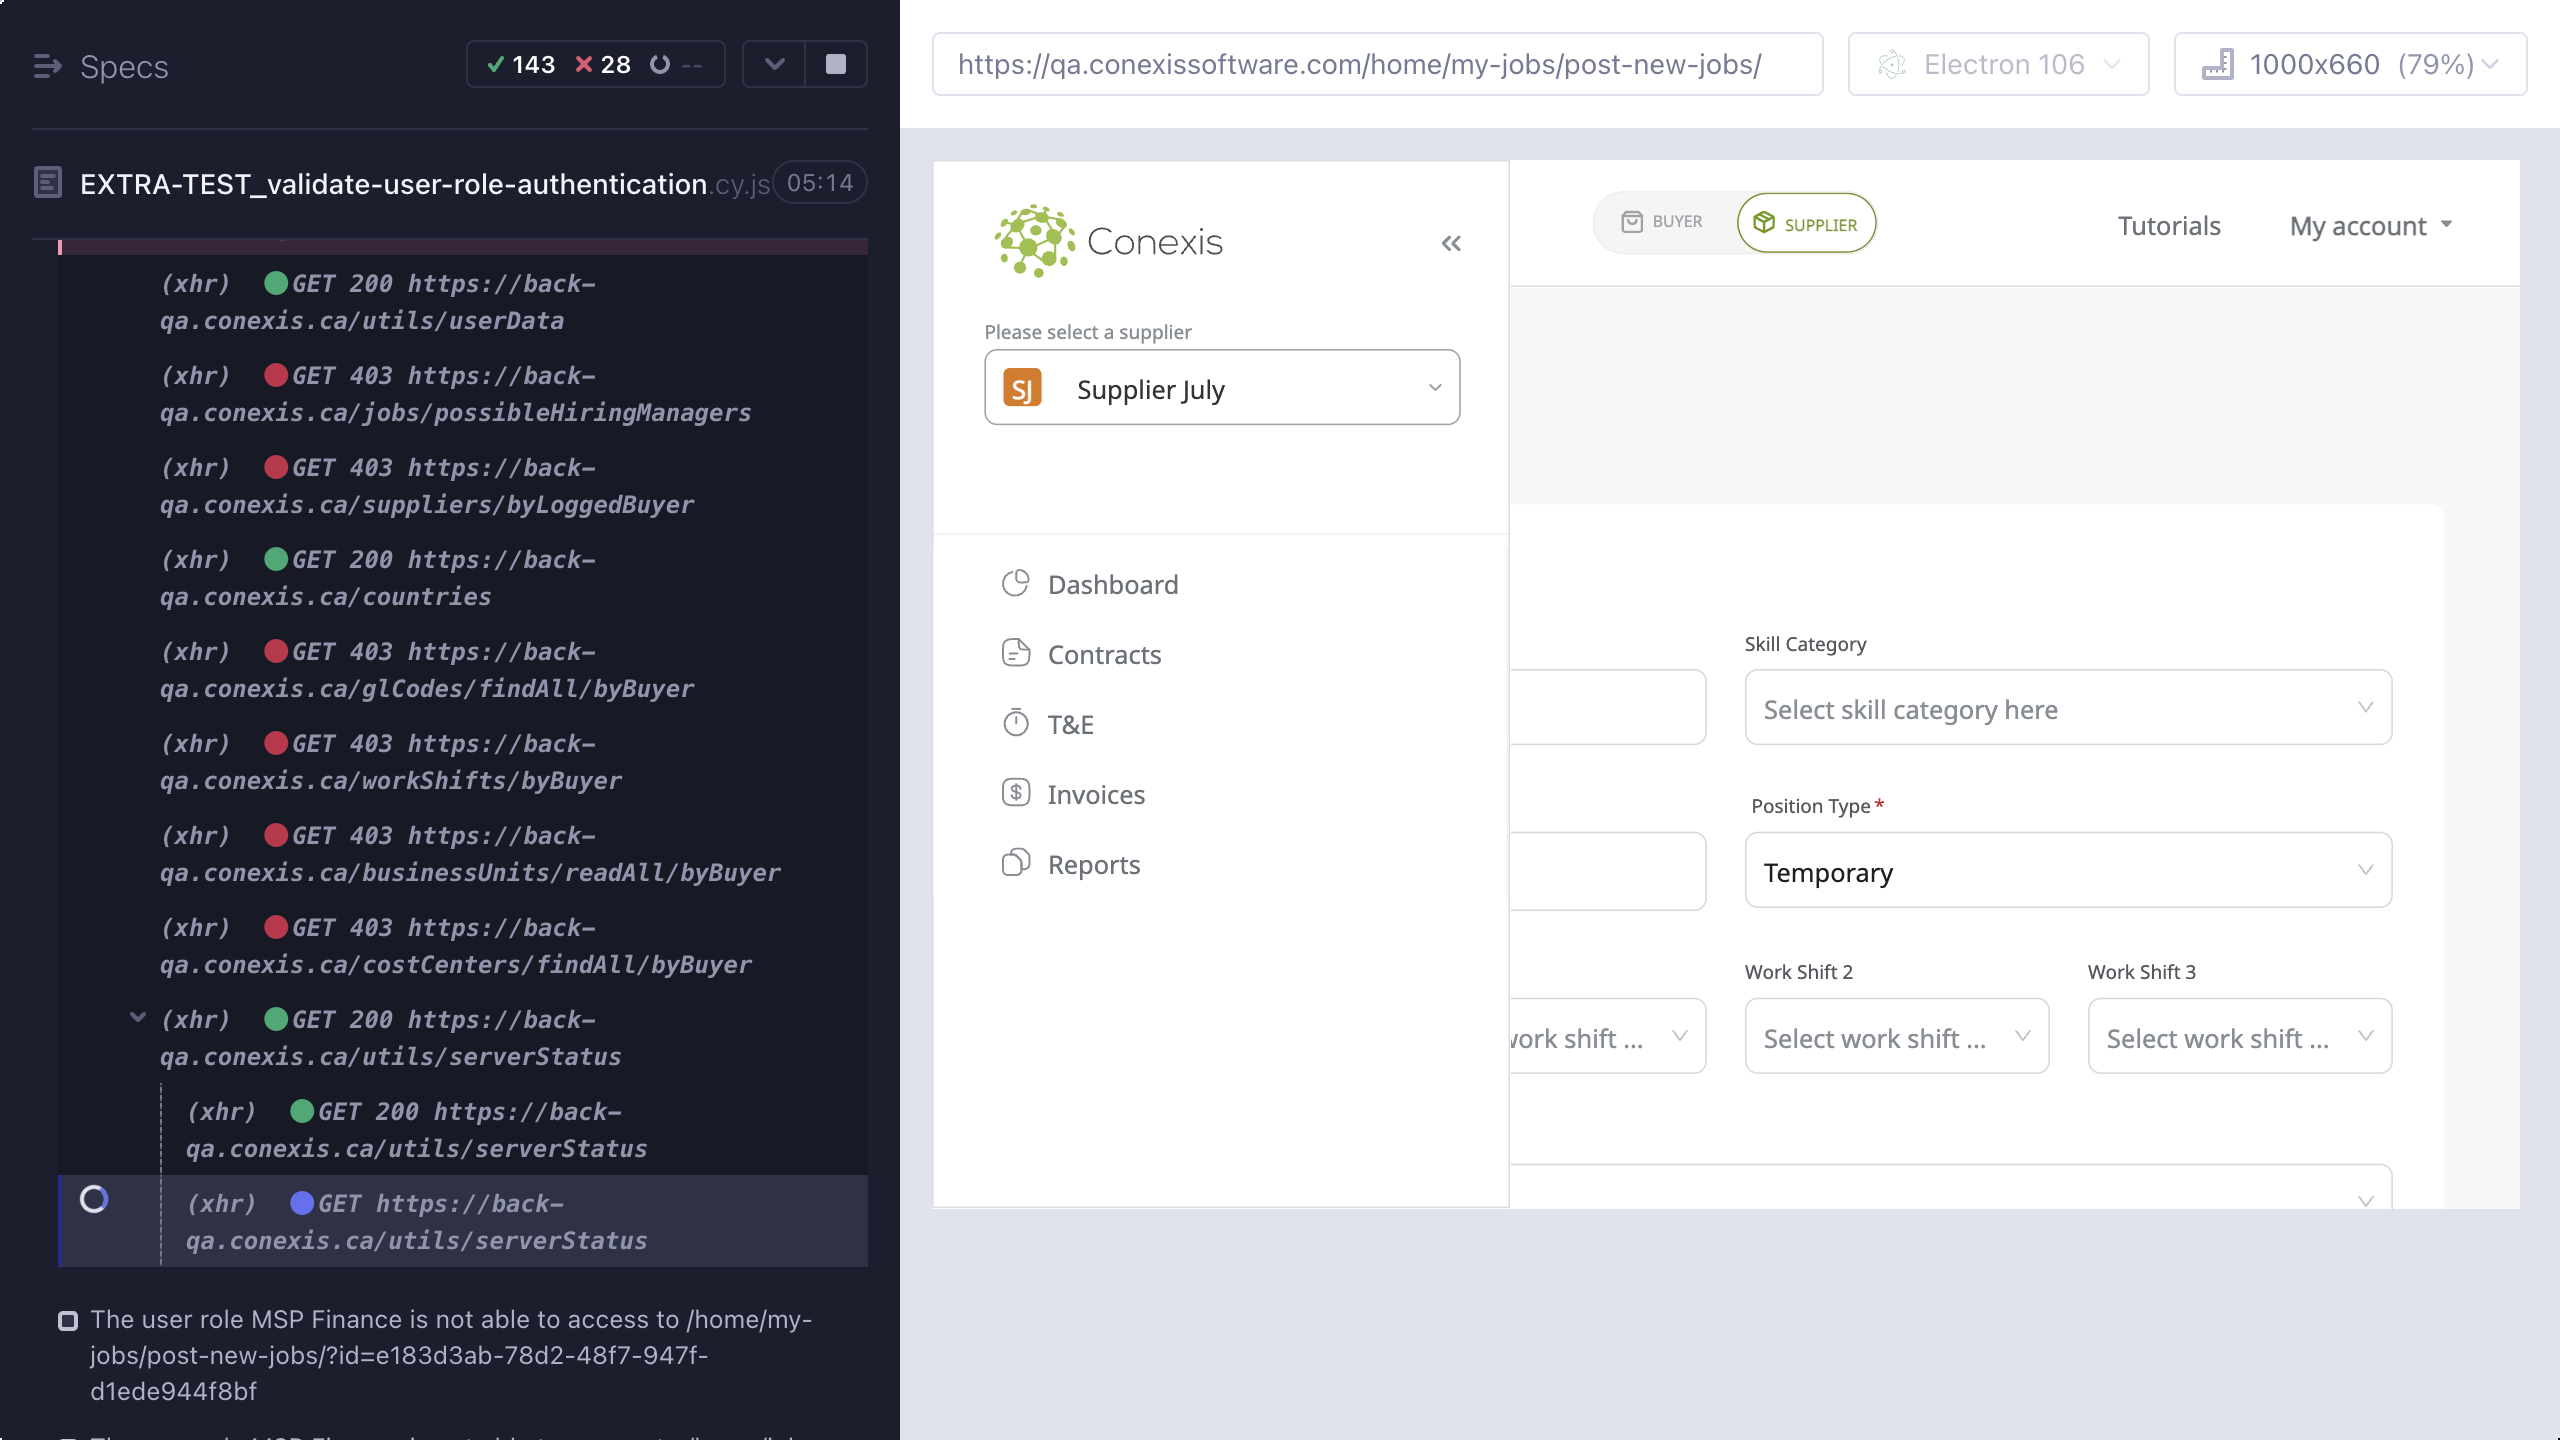 Specs
143
28
--
EXTRA-TEST_validate-user-role-authentication.cy.js
05:14
(xhr) GET 200 https://back-
qa.conexis.ca/utils/userData
(xhr) GET 403 https://back-
qa.conexis.ca/jobs/possibleHiringManagers
(xhr) GET 403 https://back-
qa.conexis.ca/suppliers/byLoggedBuyer
(xhr) GET 200 https://back-
qa.conexis.ca/countries
(xhr) GET 403 https://back-
qa.conexis.ca/glCodes/findAll/byBuyer
(xhr) GET 403 https://back-
qa.conexis.ca/workShifts/byBuyer
(xhr) GET 403 https://back-
qa.conexis.ca/businessUnits/readAll/byBuyer
(xhr) GET 403 https://back-
qa.conexis.ca/costCenters/findAll/byBuyer
(xhr) GET 200 https://back-
qa.conexis.ca/utils/serverStatus
(xhr) GET 200 https://back-
qa.conexis.ca/utils/serverStatus
(xhr) GET https://back-
qa.conexis.ca/utils/serverStatus
The user role MSP Finance is not able to access to /home/my-
jobs/post-new-jobs/?id=e183d3ab-78d2-48f7-947f-
d1ede944f8bf
https://qa.conexissoftware.com/home/my-jobs/post-new-jobs/
Electron 106
1000x660 (79%)
Conexis
BUYER
SUPPLIER
Tutorials
My account
Please select a supplier
SJ
Supplier July
Dashboard
Contracts
T&E
Invoices
Reports
Skill Category
Select skill category here
Position Type*
Temporary
Work Shift 2
Work Shift 3
work shift ...
Select work shift ...
Select work shift ...